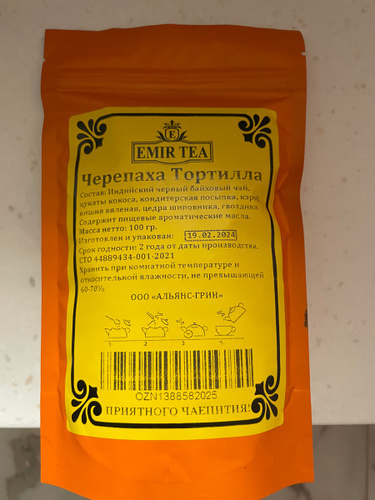 E
EMIR TEA
Черепаха Тортилла
Состав: Индийский черный байховый чай,
цукаты кокоса, кондитерская посыпка, кэроб,
вишня вяленая, цедра шиповника, гвоздика
Содержит пищевые ароматические масла.
Масса нетто: 100 гр.
Изготовлен и упакован: 19.02.2024
Срок годности: 2 года от даты производства.
СТО 44889434-001-2021
Хранить при комнатной температуре и
относительной влажности, не превышающей
60-70%
ООО «АЛЬЯНС-ГРИН»
1 2 3 4
OZN1388582025
ПРИЯТНОГО ЧАЕПИТИЯ!